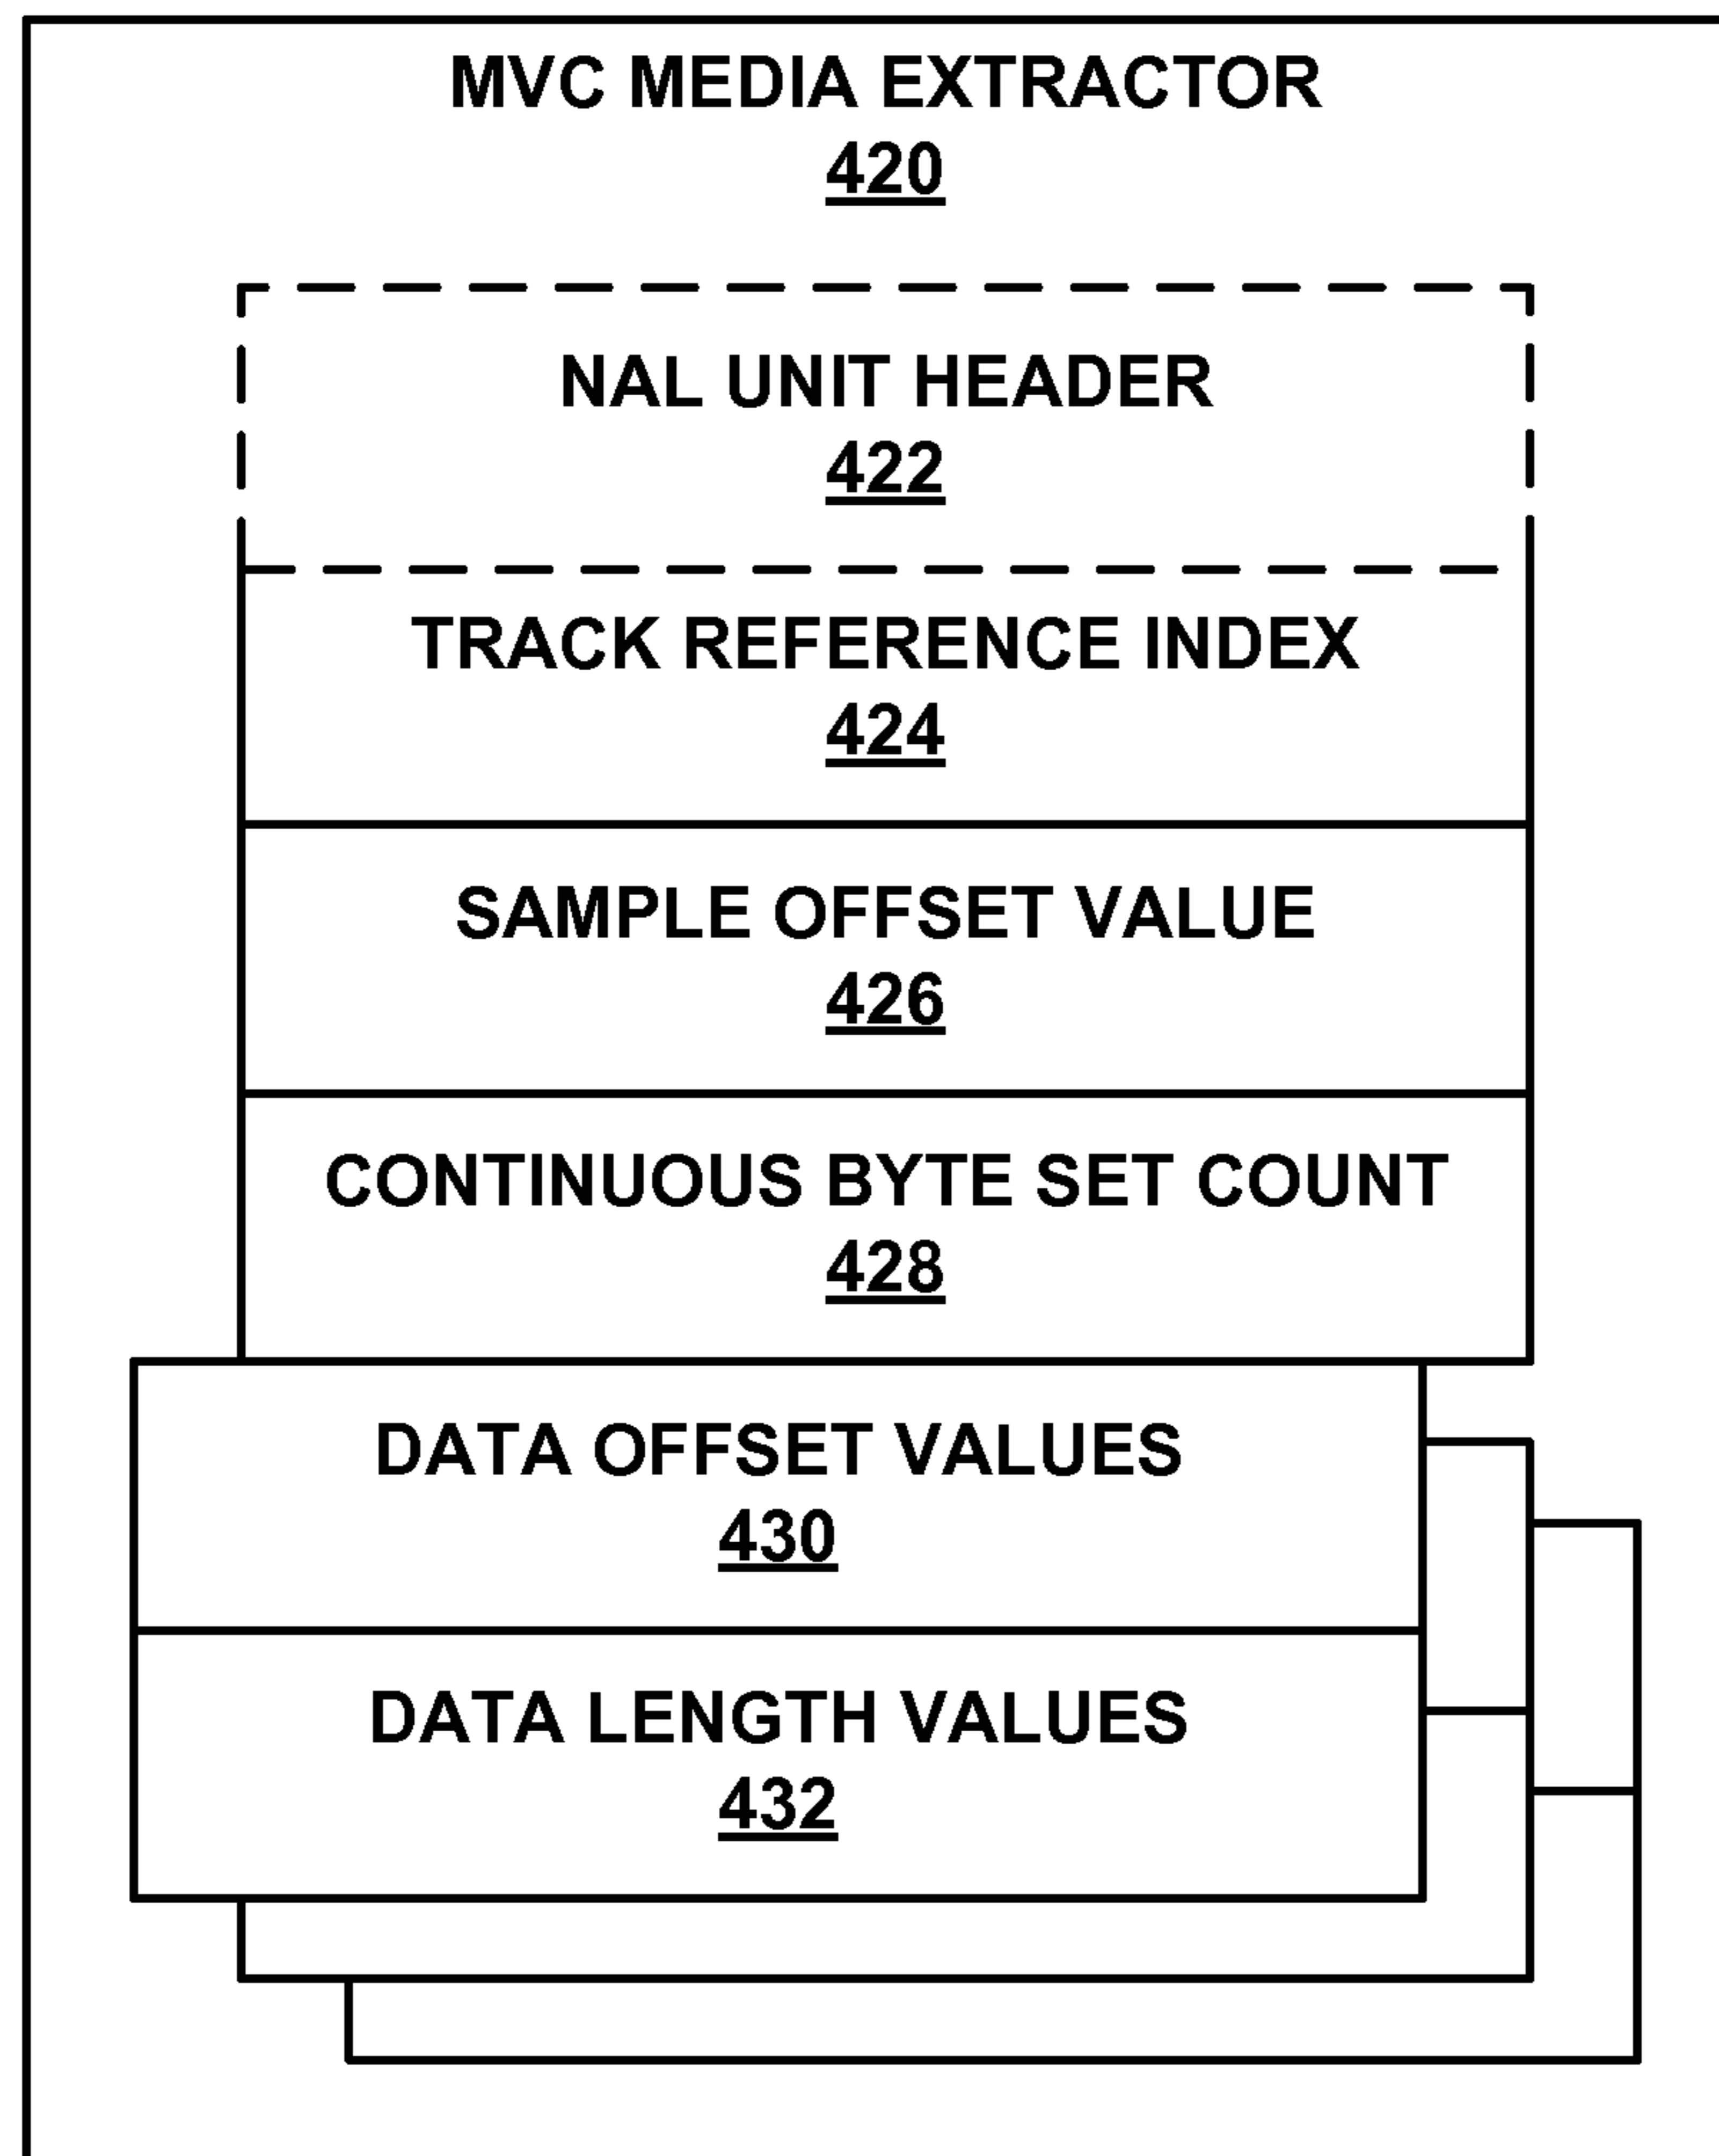 MVC MEDIA EXTRACTOR
420
NAL UNIT HEADER
422
TRACK REFERENCE INDEX
424
SAMPLE OFFSET VALUE
426
CONTINUOUS BYTE SET COUNT
428
DATA OFFSET VALUES
430
DATA LENGTH VALUES
432